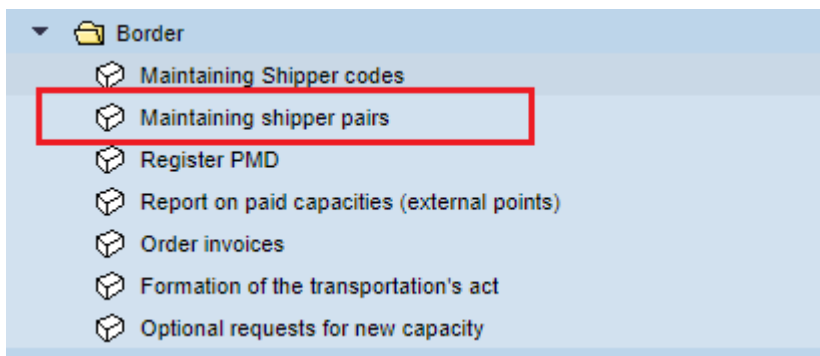 Border
Maintaining Shipper codes
Maintaining shipper pairs
Register PMD
Report on paid capacities (external points)
Order invoices
Formation of the transportation's act
Optional requests for new capacity